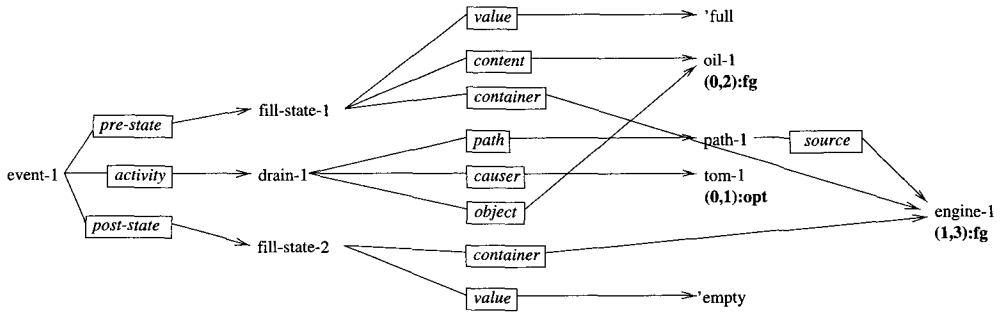 value 'full
content oil-1
(0,2):fg
container
fill-state-1
pre-state
path path-1 source
event-1 activity drain-1 causer tom-1
(0,1):opt
object engine-1
(1,3):fg
post-state
fill-state-2
container
value 'empty